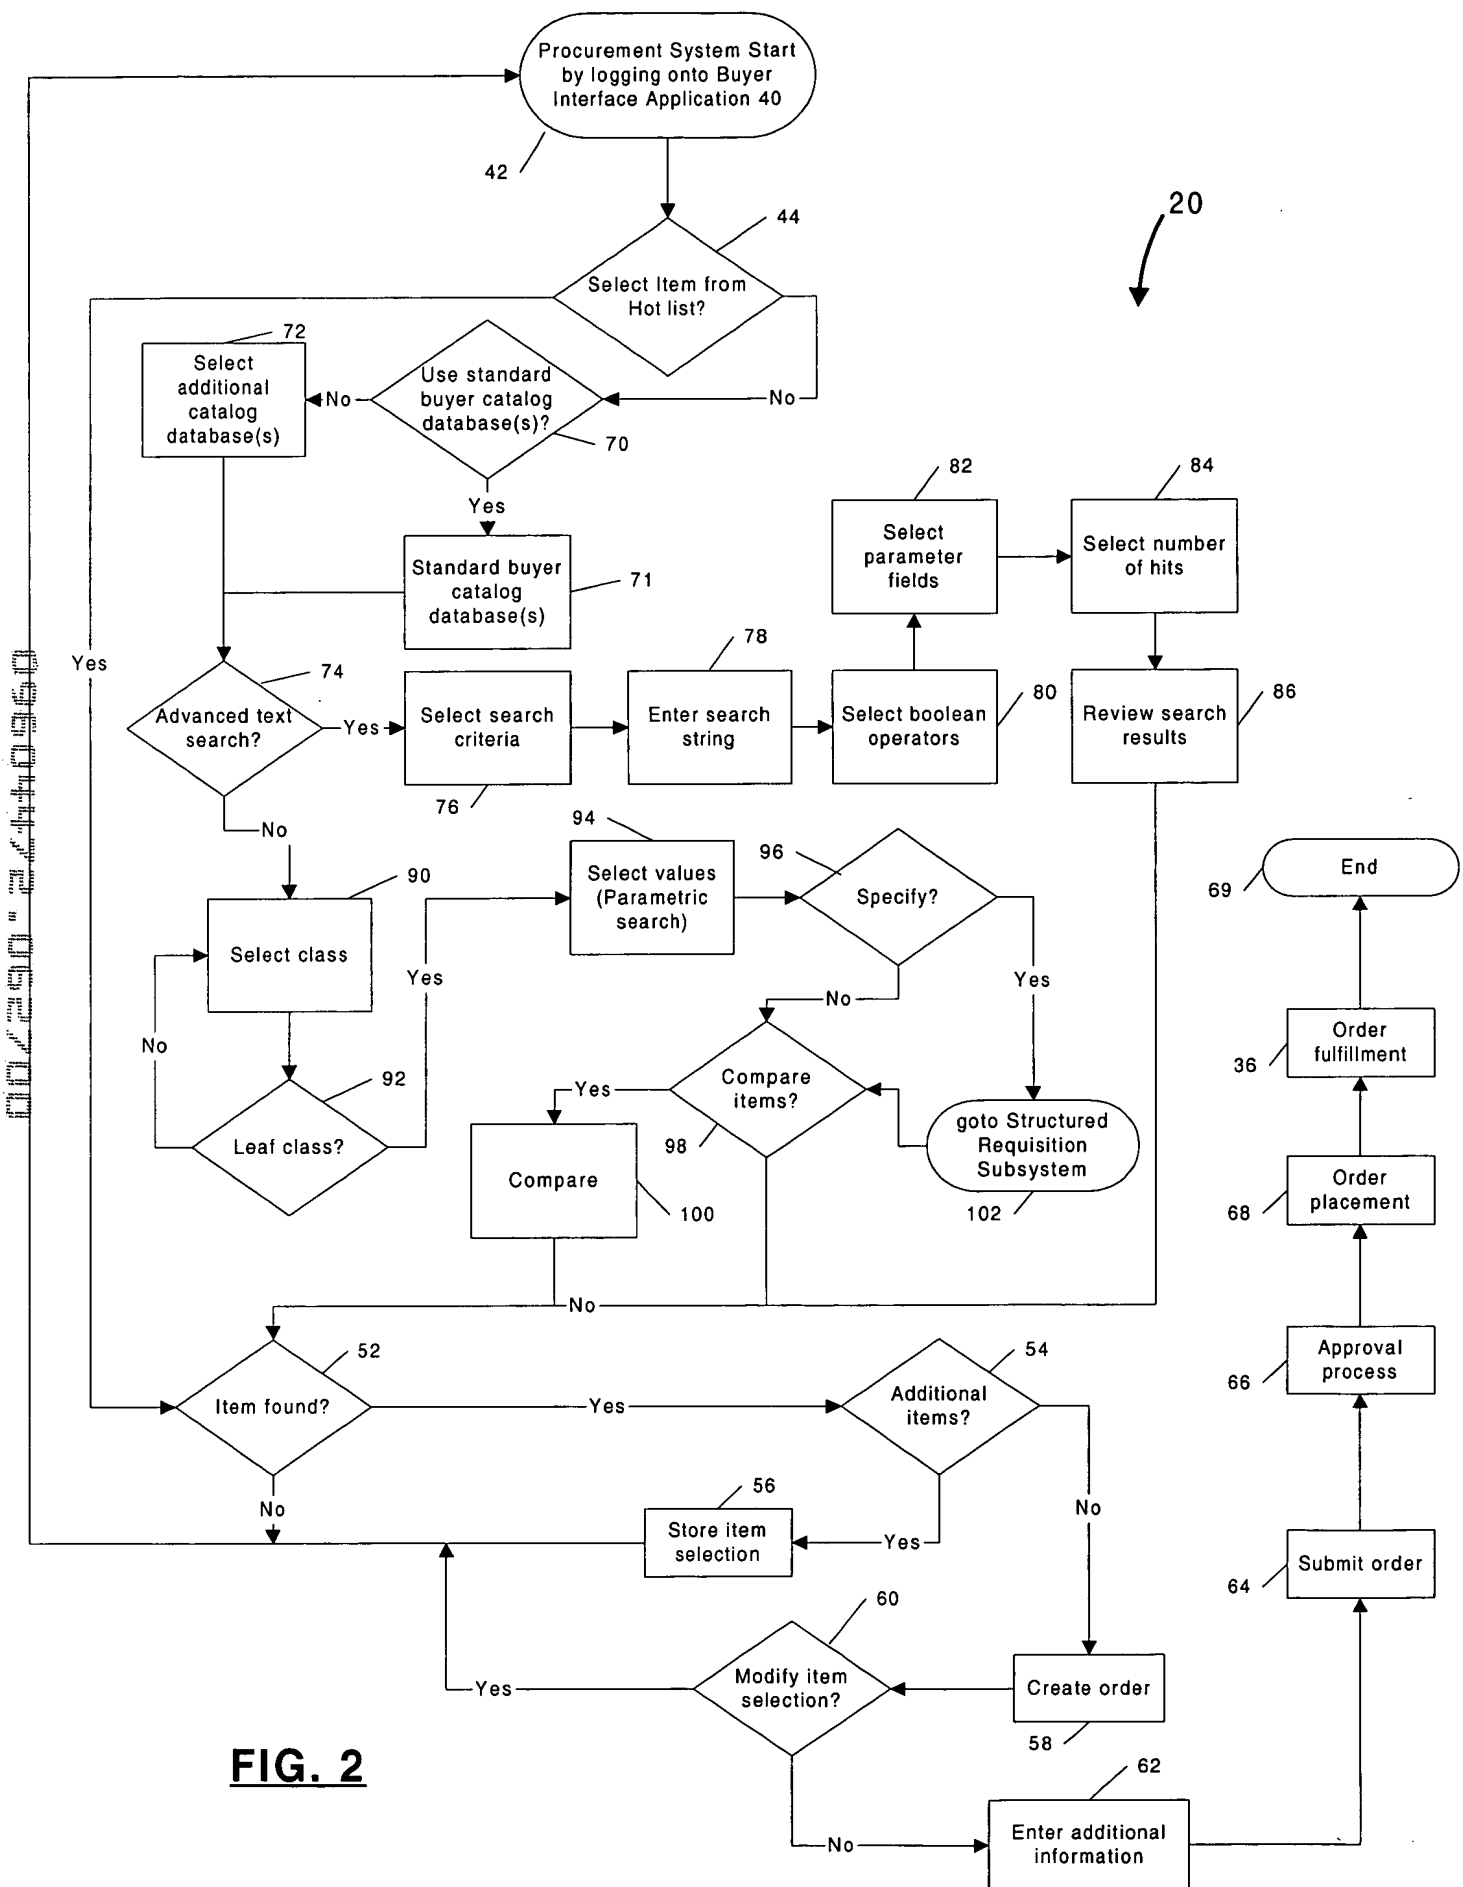 Procurement System Start
by logging onto Buyer
Interface Application 40
42
44
20
Select Item from
Hot list?
72
Select
additional
catalog
database(s)
No
Use standard
buyer catalog
database(s)?
No
70
Yes
82
84
Select
parameter
fields
Select number
of hits
Standard buyer
catalog
database(s)
71
78
Yes
74
80
86
Advanced text
search?
Yes
Select search
criteria
Enter search
string
Select boolean
operators
Review search
results
76
No
94
96
90
Select values
(Parametric
search)
Specify?
End
69
Select class
Yes
No
Yes
Order
fulfillment
36
No
92
Yes
Compare
items?
goto Structured
Requisition
Subsystem
Leaf class?
98
Compare
100
102
Order
placement
68
No
52
54
Approval
process
66
Item found?
Yes
Additional
items?
No
56
No
Store item
selection
Yes
Submit order
64
60
Modify item
selection?
Yes
Create order
58
FIG. 2
62
No
Enter additional
information